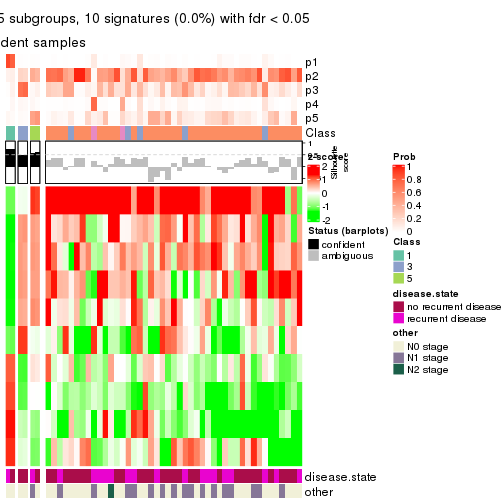 5 subgroups, 10 signatures (0.0%) with fdr < 0.05
dent samples
p1
p2
p3
p4
p5
Class
1
Silhouette
score
z-score
2
1
0
-1
-2
Status (barplots)
confident
ambiguous
Prob
1
0.8
0.6
0.4
0.2
0
Class
1
3
5
disease.state
no recurrent disease
recurrent disease
other
N0 stage
N1 stage
N2 stage
disease.state
other